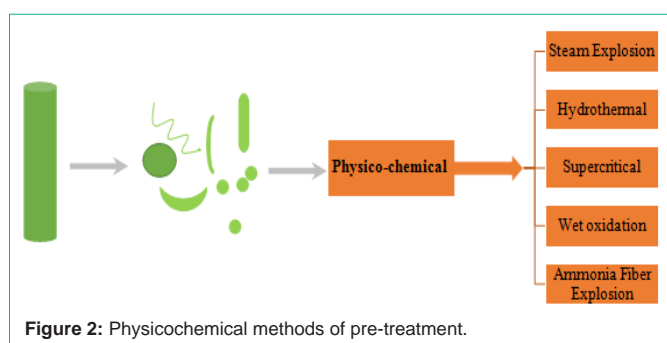 Steam Explosion
Hydrothermal
Physico-chemical
Supercritical
Wet oxidation
Ammonia Fiber
Explosion
Figure 2: Physicochemical methods of pre-treatment.